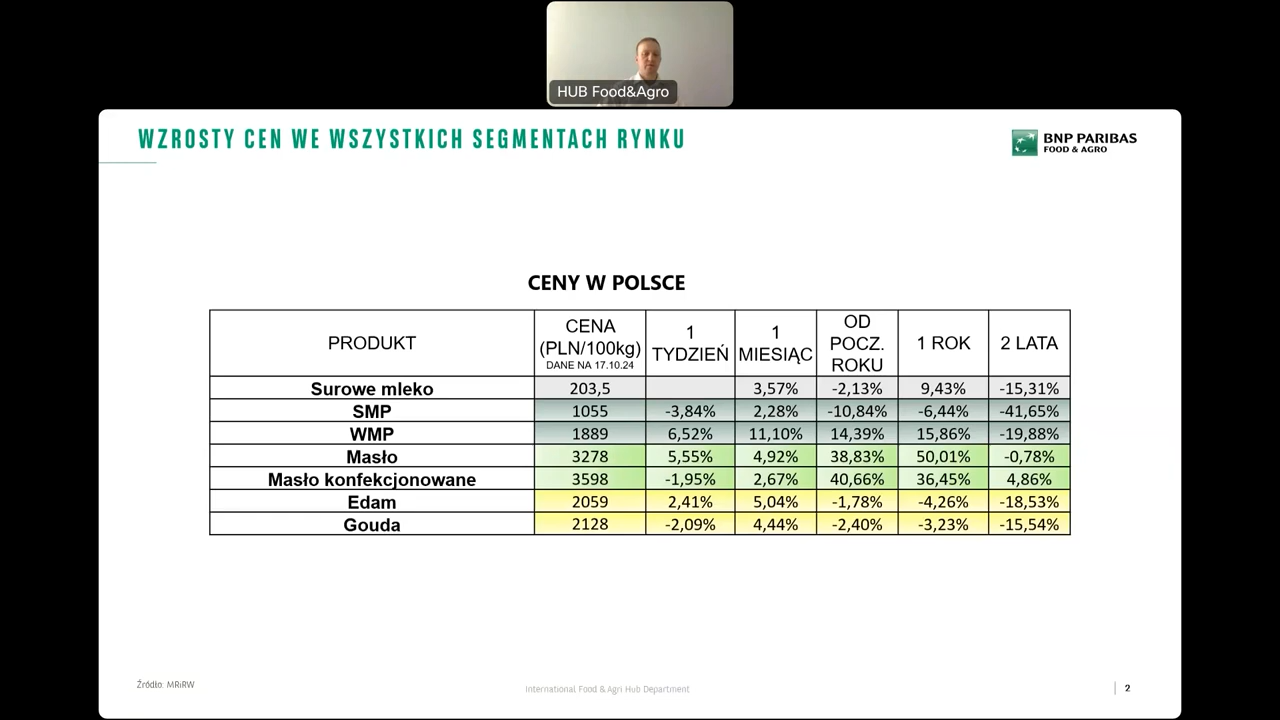 HUB Food&Agro
WZROSTY CEN WE WSZYSTKICH SEGMENTACH RYNKU
BNP PARIBAS
FOOD & AGRO
CENY W POLSCE
PRODUKT CENA (PLN/100kg) DANE NA 17.10.24 1 TYDZIEŃ 1 MIESIĄC OD POCZ. ROKU 1 ROK 2 LATA
Surowe mleko 203,5 3,57% -2,13% 9,43% -15,31%
SMP 1055 -3,84% 2,28% -10,84% -6,44% -41,65%
WMP 1889 6,52% 11,10% 14,39% 15,86% -19,88%
Masło 3278 5,55% 4,92% 38,83% 50,01% -0,78%
Masło konfekcjonowane 3598 -1,95% 2,67% 40,66% 36,45% 4,86%
Edam 2059 2,41% 5,04% -1,78% -4,26% -18,53%
Gouda 2128 -2,09% 4,44% -2,40% -3,23% -15,54%
Źródło: MRiRW
International Food & Agri Hub Department
2